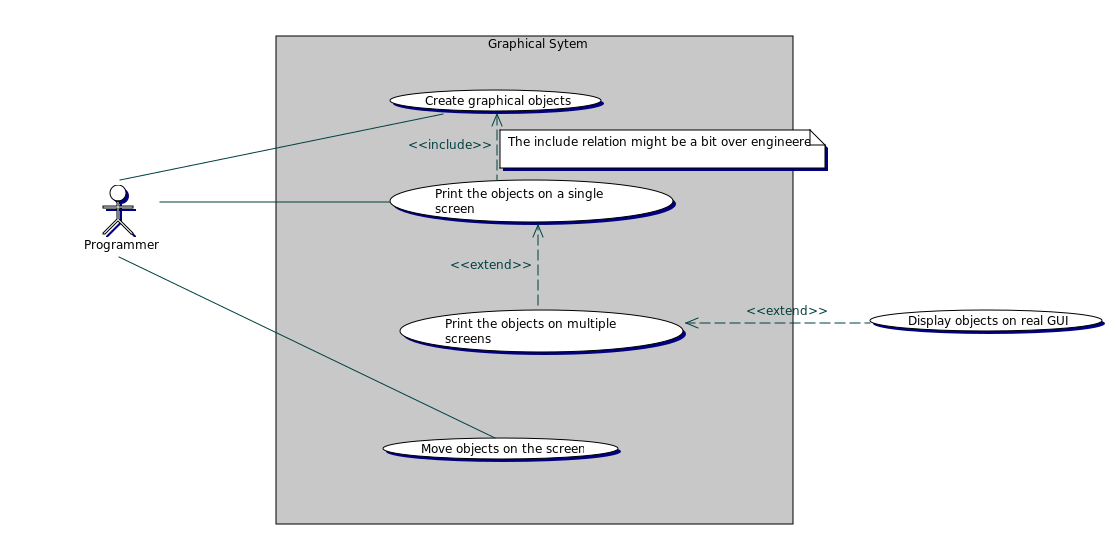 Graphical Sytem
Create graphical objects
<<include>>
The include relation might be a bit over engineere
Print the objects on a single
screen
Programmer
<<extend>>
Print the objects on multiple
screens
<<extend>>
Display objects on real GUI
Move objects on the screen